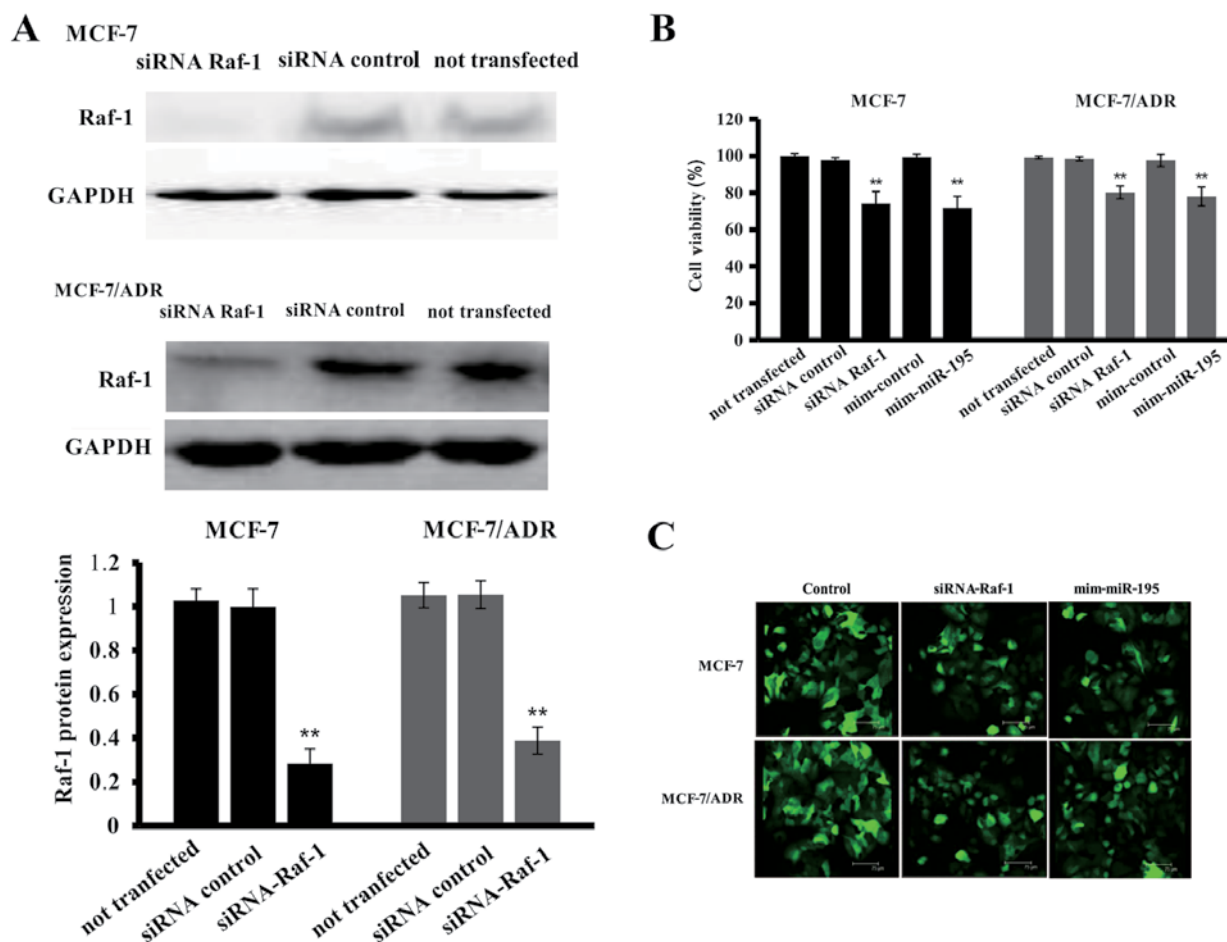 A
MCF-7
siRNA Raf-1 siRNA control not transfected
Raf-1
GAPDH
MCF-7/ADR
siRNA Raf-1 siRNA control not transfected
Raf-1
GAPDH
MCF-7 MCF-7/ADR
Raf-1 protein expression
1.2
1
0.8
0.6
0.4
0.2
0
** **
not tranfected
siRNA control
siRNA-Raf-1
not tranfected
siRNA control
siRNA-Raf-1
B
MCF-7 MCF-7/ADR
Cell viability (%)
120
100
80
60
40
20
0
** ** ** **
not transfected
siRNA control
siRNA Raf-1
mim-control
mim-miR-195
not transfected
siRNA control
siRNA Raf-1
mim-control
mim-miR-195
C
Control siRNA-Raf-1 mim-miR-195
MCF-7
MCF-7/ADR
75 μm
75 μm